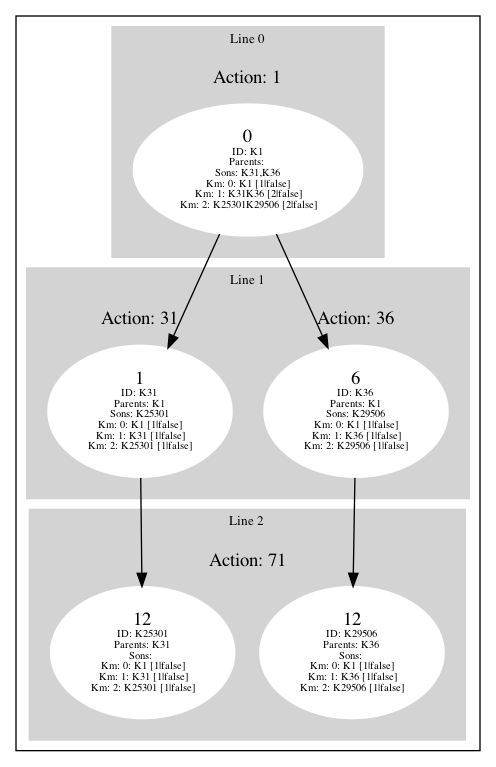 Line 0
Action: 1
0
ID: K1
Parents:
Sons: K31,K36
Km: 0: K1 [1|false]
Km: 1: K31K36 [2|false]
Km: 2: K25301K29506 [2|false]
Line 1
Action: 31
Action: 36
1
ID: K31
Parents: K1
Sons: K25301
Km: 0: K1 [1|false]
Km: 1: K31 [1|false]
Km: 2: K25301 [1|false]
6
ID: K36
Parents: K1
Sons: K29506
Km: 0: K1 [1|false]
Km: 1: K36 [1|false]
Km: 2: K29506 [1|false]
Line 2
Action: 71
12
ID: K25301
Parents: K31
Sons:
Km: 0: K1 [1|false]
Km: 1: K31 [1|false]
Km: 2: K25301 [1|false]
12
ID: K29506
Parents: K36
Sons:
Km: 0: K1 [1|false]
Km: 1: K36 [1|false]
Km: 2: K29506 [1|false]